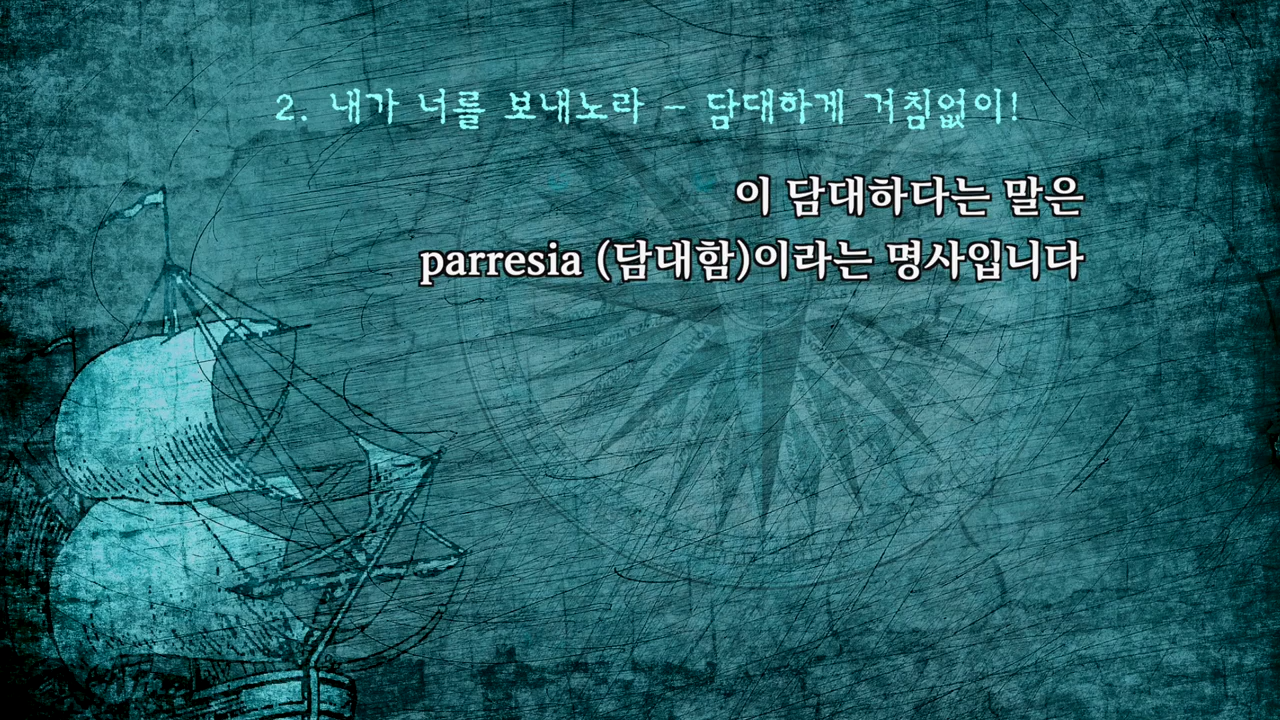 2. 내가 너를 보내노라 - 담대하게 거침없이!
이 담대하다는 말은
parresia (담대함)이라는 명사입니다